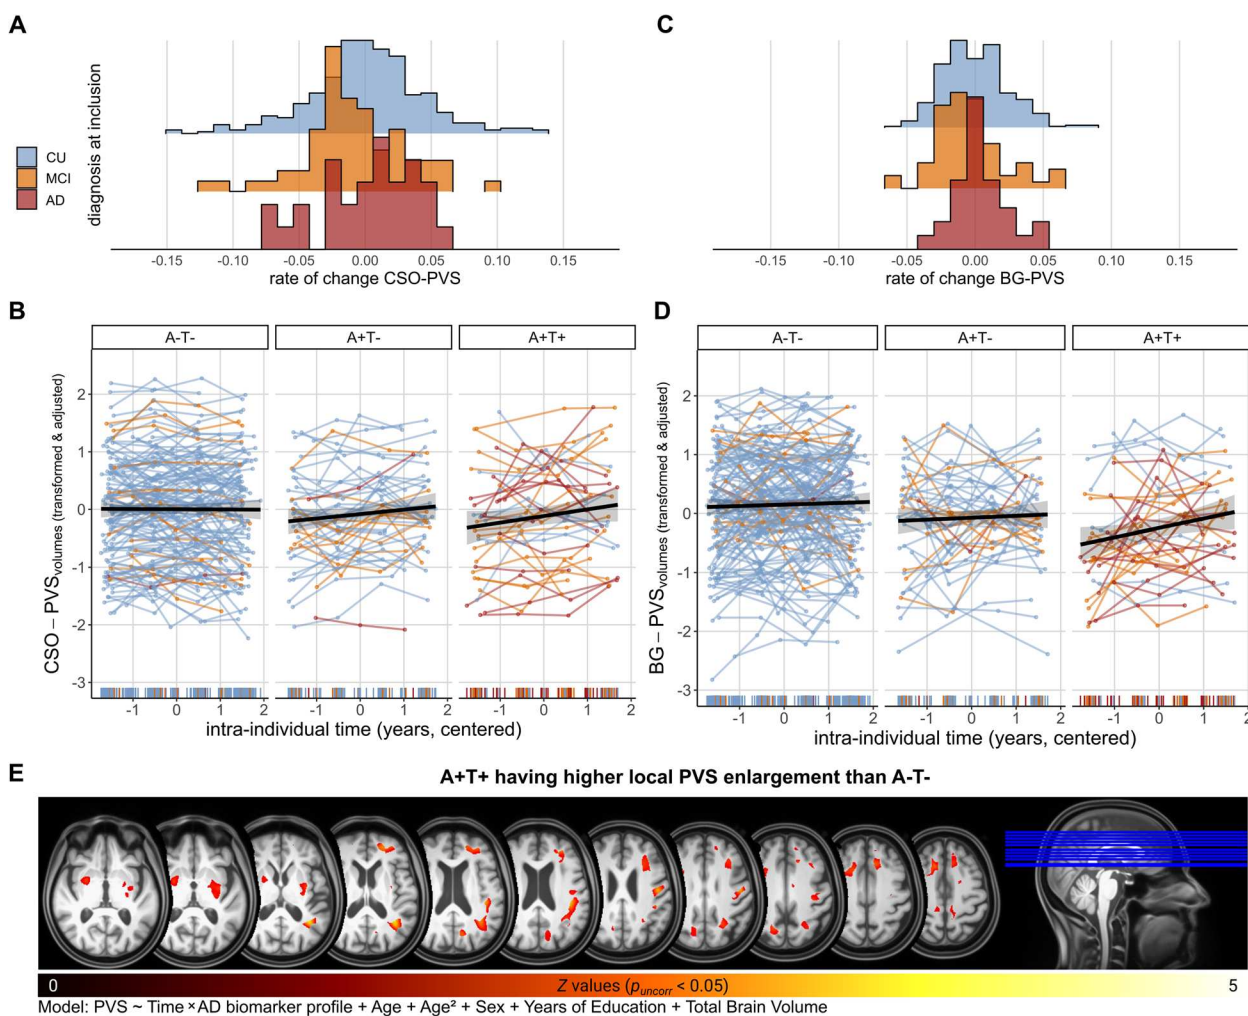 A
C
diagnosis at inclusion
CU
MCI
AD
-0.15 -0.10 -0.05 0.00 0.05 0.10 0.15
rate of change CSO-PVS
-0.15 -0.10 -0.05 0.00 0.05 0.10 0.15
rate of change BG-PVS
B
A-T- A+T- A+T+
CSO – PVSvolumes (transformed & adjusted)
2
1
0
-1
-2
-3
-1 0 1 2 -1 0 1 2 -1 0 1 2
intra-individual time (years, centered)
D
A-T- A+T- A+T+
BG – PVSvolumes (transformed & adjusted)
2
1
0
-1
-2
-3
-1 0 1 2 -1 0 1 2 -1 0 1 2
intra-individual time (years, centered)
E
A+T+ having higher local PVS enlargement than A-T-
0 Z values (puncorr < 0.05) 5
Model: PVS ~ Time × AD biomarker profile + Age + Age² + Sex + Years of Education + Total Brain Volume